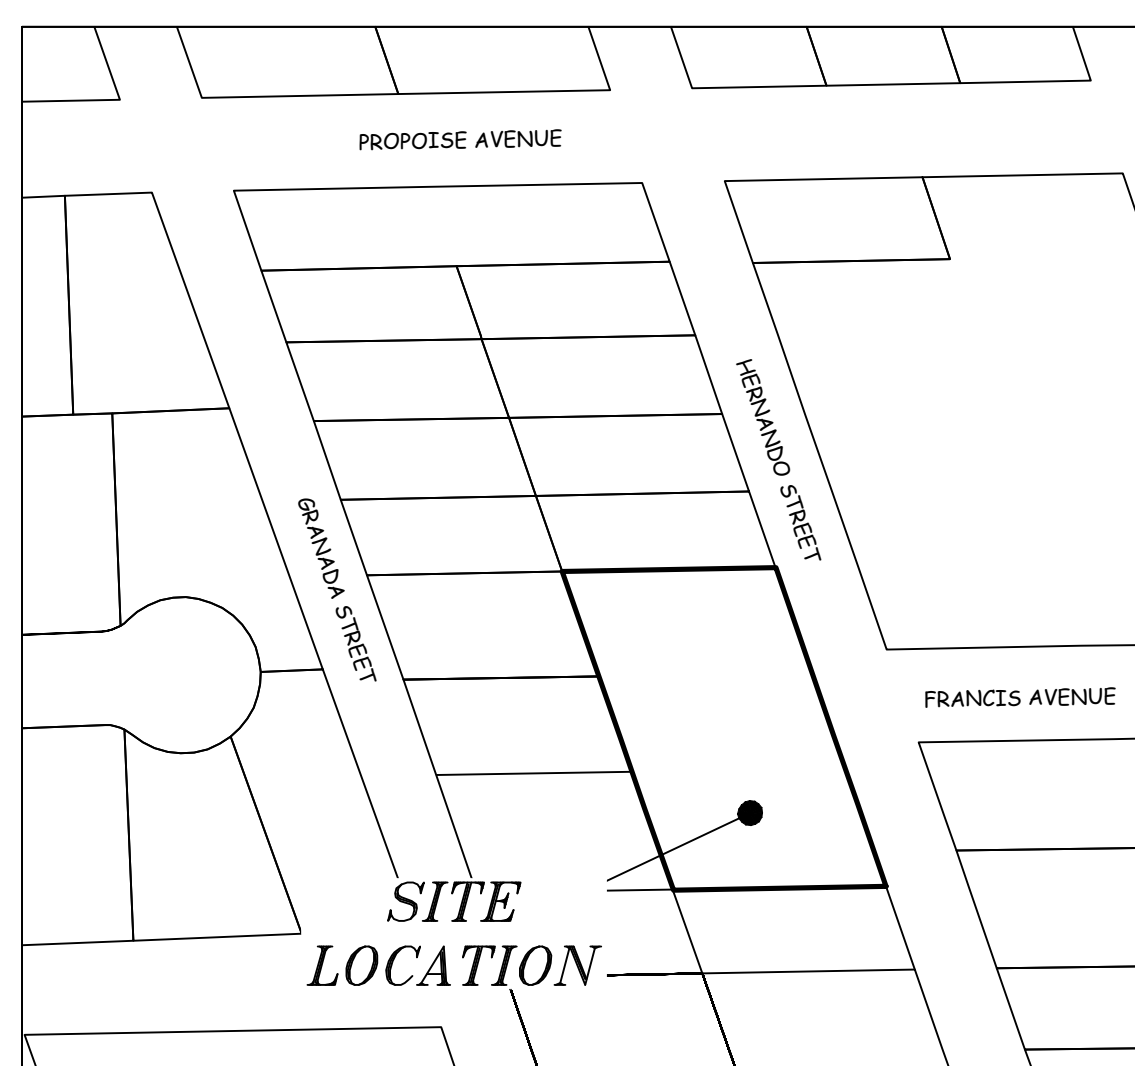 PROPOISE AVENUE
HERNANDO STREET
GRANADA STREET
FRANCIS AVENUE
SITE
LOCATION